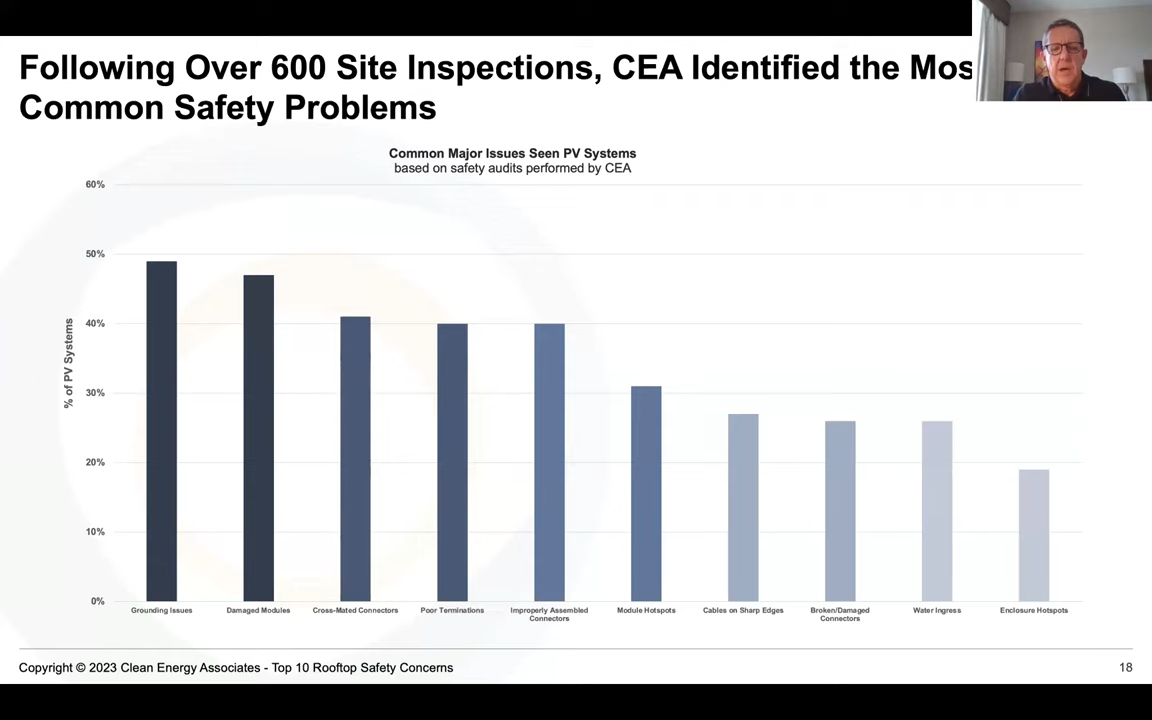 Following Over 600 Site Inspections, CEA Identified the Mos
Common Safety Problems
Common Major Issues Seen PV Systems
based on safety audits performed by CEA
% of PV Systems
60%
50%
40%
30%
20%
10%
0%
Grounding Issues
Damaged Modules
Cross-Mated Connectors
Poor Terminations
Improperly Assembled
Connectors
Module Hotspots
Cables on Sharp Edges
Broken/Damaged
Connectors
Water Ingress
Enclosure Hotspots
Copyright © 2023 Clean Energy Associates - Top 10 Rooftop Safety Concerns
18